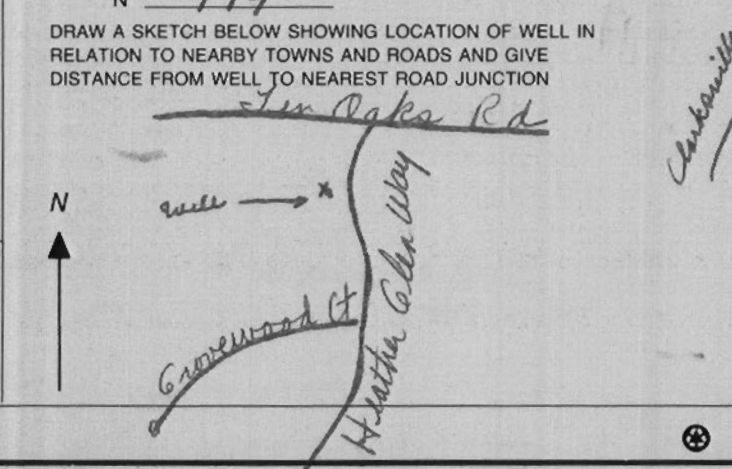 N
DRAW A SKETCH BELOW SHOWING LOCATION OF WELL IN
RELATION TO NEARBY TOWNS AND ROADS AND GIVE
DISTANCE FROM WELL TO NEAREST ROAD JUNCTION
Ten Oaks Rd
Clarksville
N
well
Heather Glen Way
Grovewood Ct